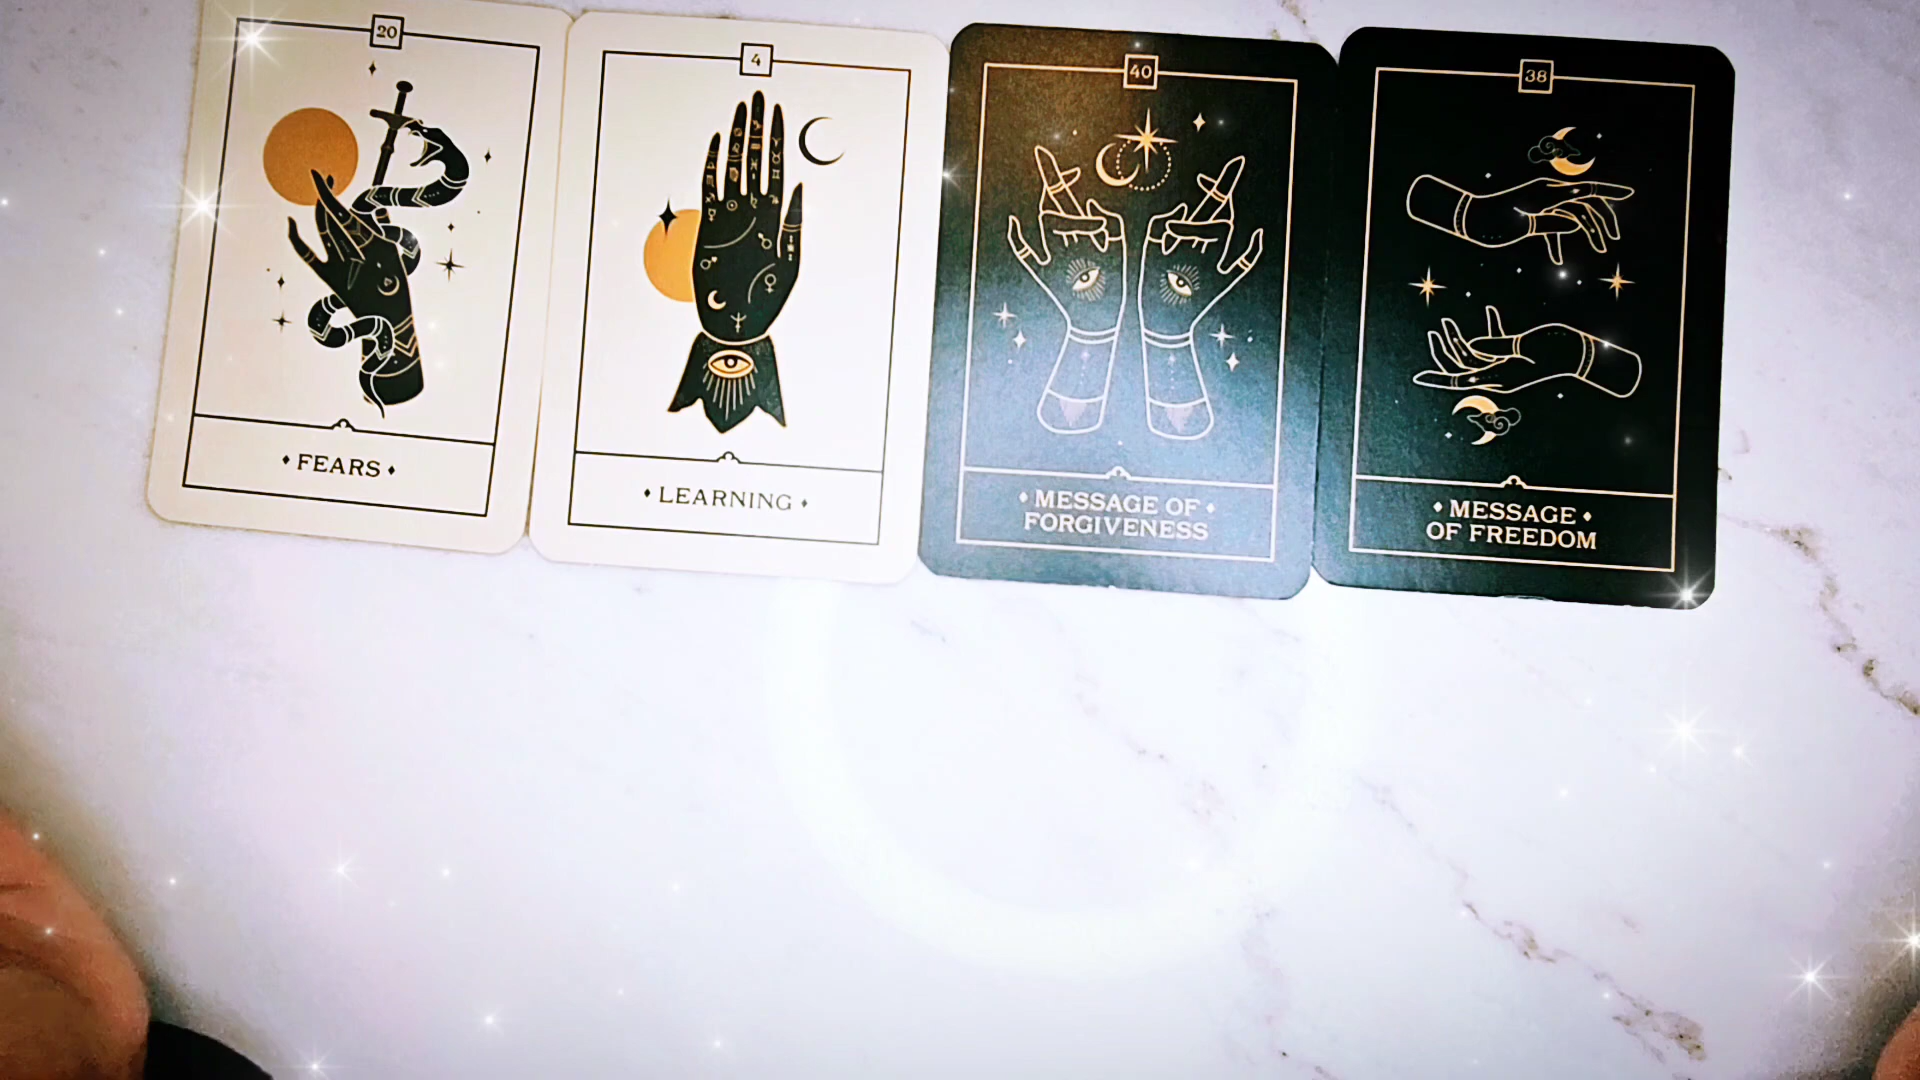 20
FEARS
4
LEARNING
40
MESSAGE OF
FORGIVENESS
38
MESSAGE
OF FREEDOM